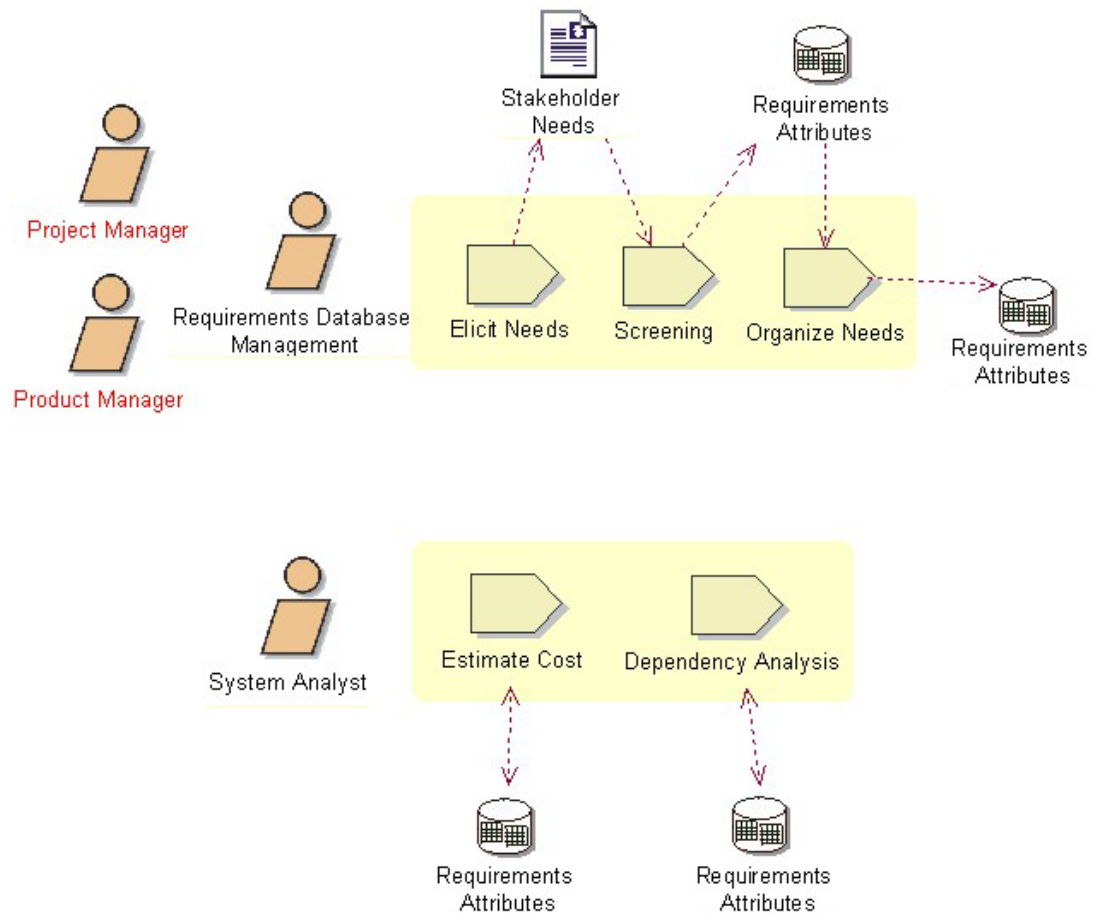 Stakeholder
Needs
Requirements
Attributes
Project Manager
Requirements Database
Management
Elicit Needs
Screening
Organize Needs
Requirements
Attributes
Product Manager
System Analyst
Estimate Cost
Dependency Analysis
Requirements
Attributes
Requirements
Attributes